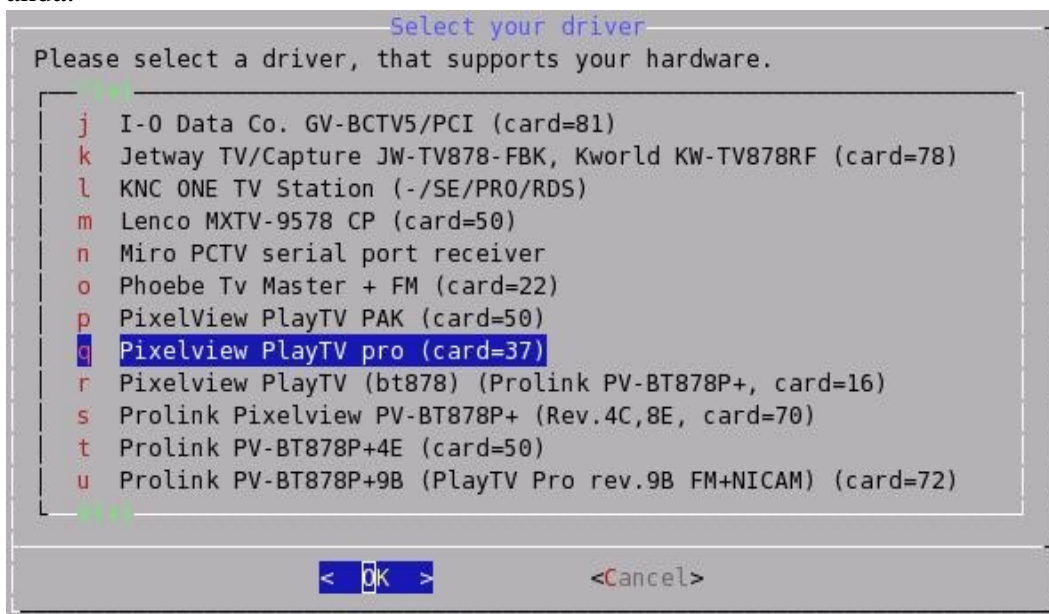 Select your driver
Please select a driver, that supports your hardware.
j I-O Data Co. GV-BCTV5/PCI (card=81)
k Jetway TV/Capture JW-TV878-FBK, Kworld KW-TV878RF (card=78)
l KNC ONE TV Station (-/SE/PRO/RDS)
m Lenco MXTV-9578 CP (card=50)
n Miro PCTV serial port receiver
o Phoebe Tv Master + FM (card=22)
p PixelView PlayTV PAK (card=50)
q Pixelview PlayTV pro (card=37)
r Pixelview PlayTV (bt878) (Prolink PV-BT878P+, card=16)
s Prolink Pixelview PV-BT878P+ (Rev.4C,8E, card=70)
t Prolink PV-BT878P+4E (card=50)
u Prolink PV-BT878P+9B (PlayTV Pro rev.9B FM+NICAM) (card=72)
< OK > <Cancel>